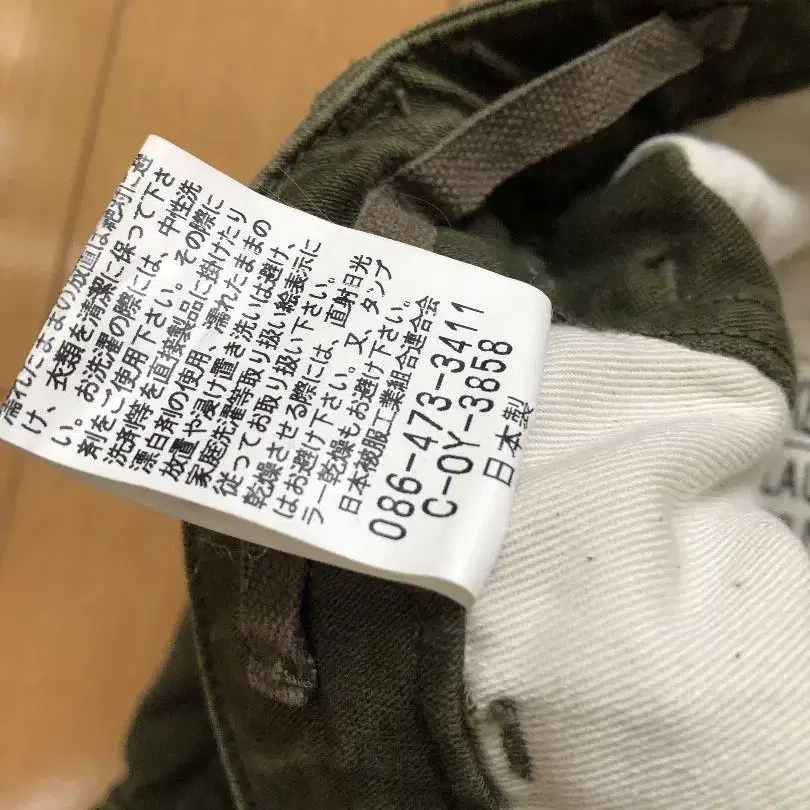 濡れたままの放置は絶対に避
け、衣類を清潔に保って下さ
い。お洗濯の際には、中性洗
剤をご使用下さい。その際に
洗剤等を直接製品に掛けたり
漂白剤の使用、濡れたままの
放置や浸け置き洗いは避け、
家庭洗濯等取り扱い絵表示に
従ってお取り扱い下さい。
乾燥させる際には、直射日光
はお避け下さい。又、タンブ
ラー乾燥もお避け下さい。
日本被服工業組合連合会
086-473-3411
C-OY-3858
日本製